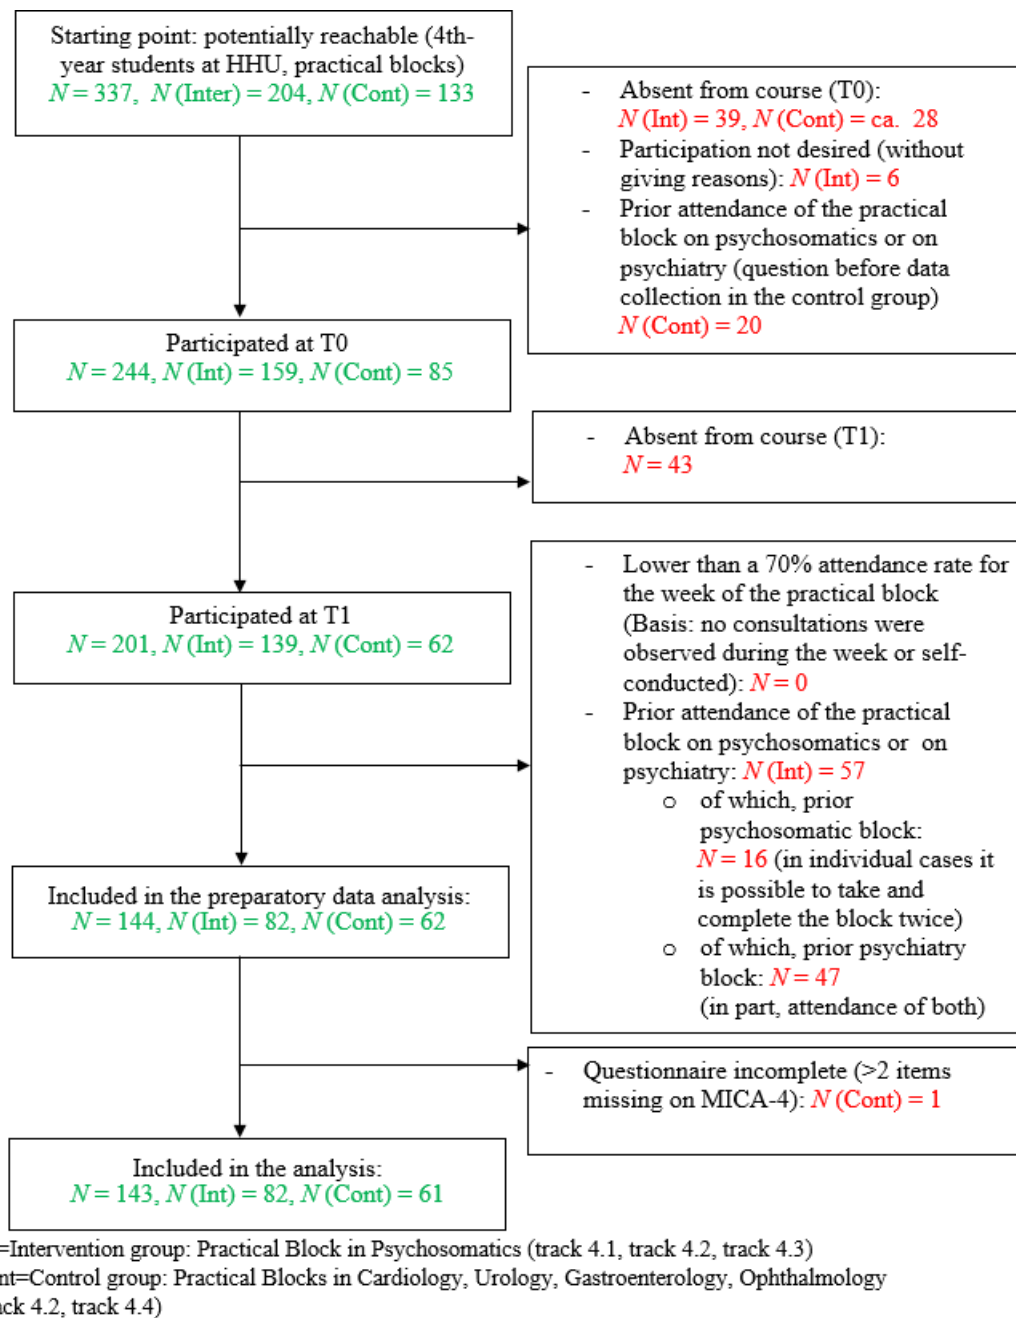 Starting point: potentially reachable (4th-
year students at HHU, practical blocks)
N = 337, N (Inter) = 204, N (Cont) = 133
- Absent from course (T0):
N (Int) = 39, N (Cont) = ca. 28
- Participation not desired (without
giving reasons): N (Int) = 6
- Prior attendance of the practical
block on psychosomatics or on
psychiatry (question before data
collection in the control group)
N (Cont) = 20
Participated at T0
N = 244, N (Int) = 159, N (Cont) = 85
- Absent from course (T1):
N = 43
Participated at T1
N = 201, N (Int) = 139, N (Cont) = 62
- Lower than a 70% attendance rate for
the week of the practical block
(Basis: no consultations were
observed during the week or self-
conducted): N = 0
- Prior attendance of the practical
block on psychosomatics or on
psychiatry: N (Int) = 57
o of which, prior
psychosomatic block:
N = 16 (in individual cases it
is possible to take and
complete the block twice)
o of which, prior psychiatry
block: N = 47
(in part, attendance of both)
Included in the preparatory data analysis:
N = 144, N (Int) = 82, N (Cont) = 62
- Questionnaire incomplete (>2 items
missing on MICA-4): N (Cont) = 1
Included in the analysis:
N = 143, N (Int) = 82, N (Cont) = 61
=Intervention group: Practical Block in Psychosomatics (track 4.1, track 4.2, track 4.3)
nt=Control group: Practical Blocks in Cardiology, Urology, Gastroenterology, Ophthalmology
ack 4.2, track 4.4)